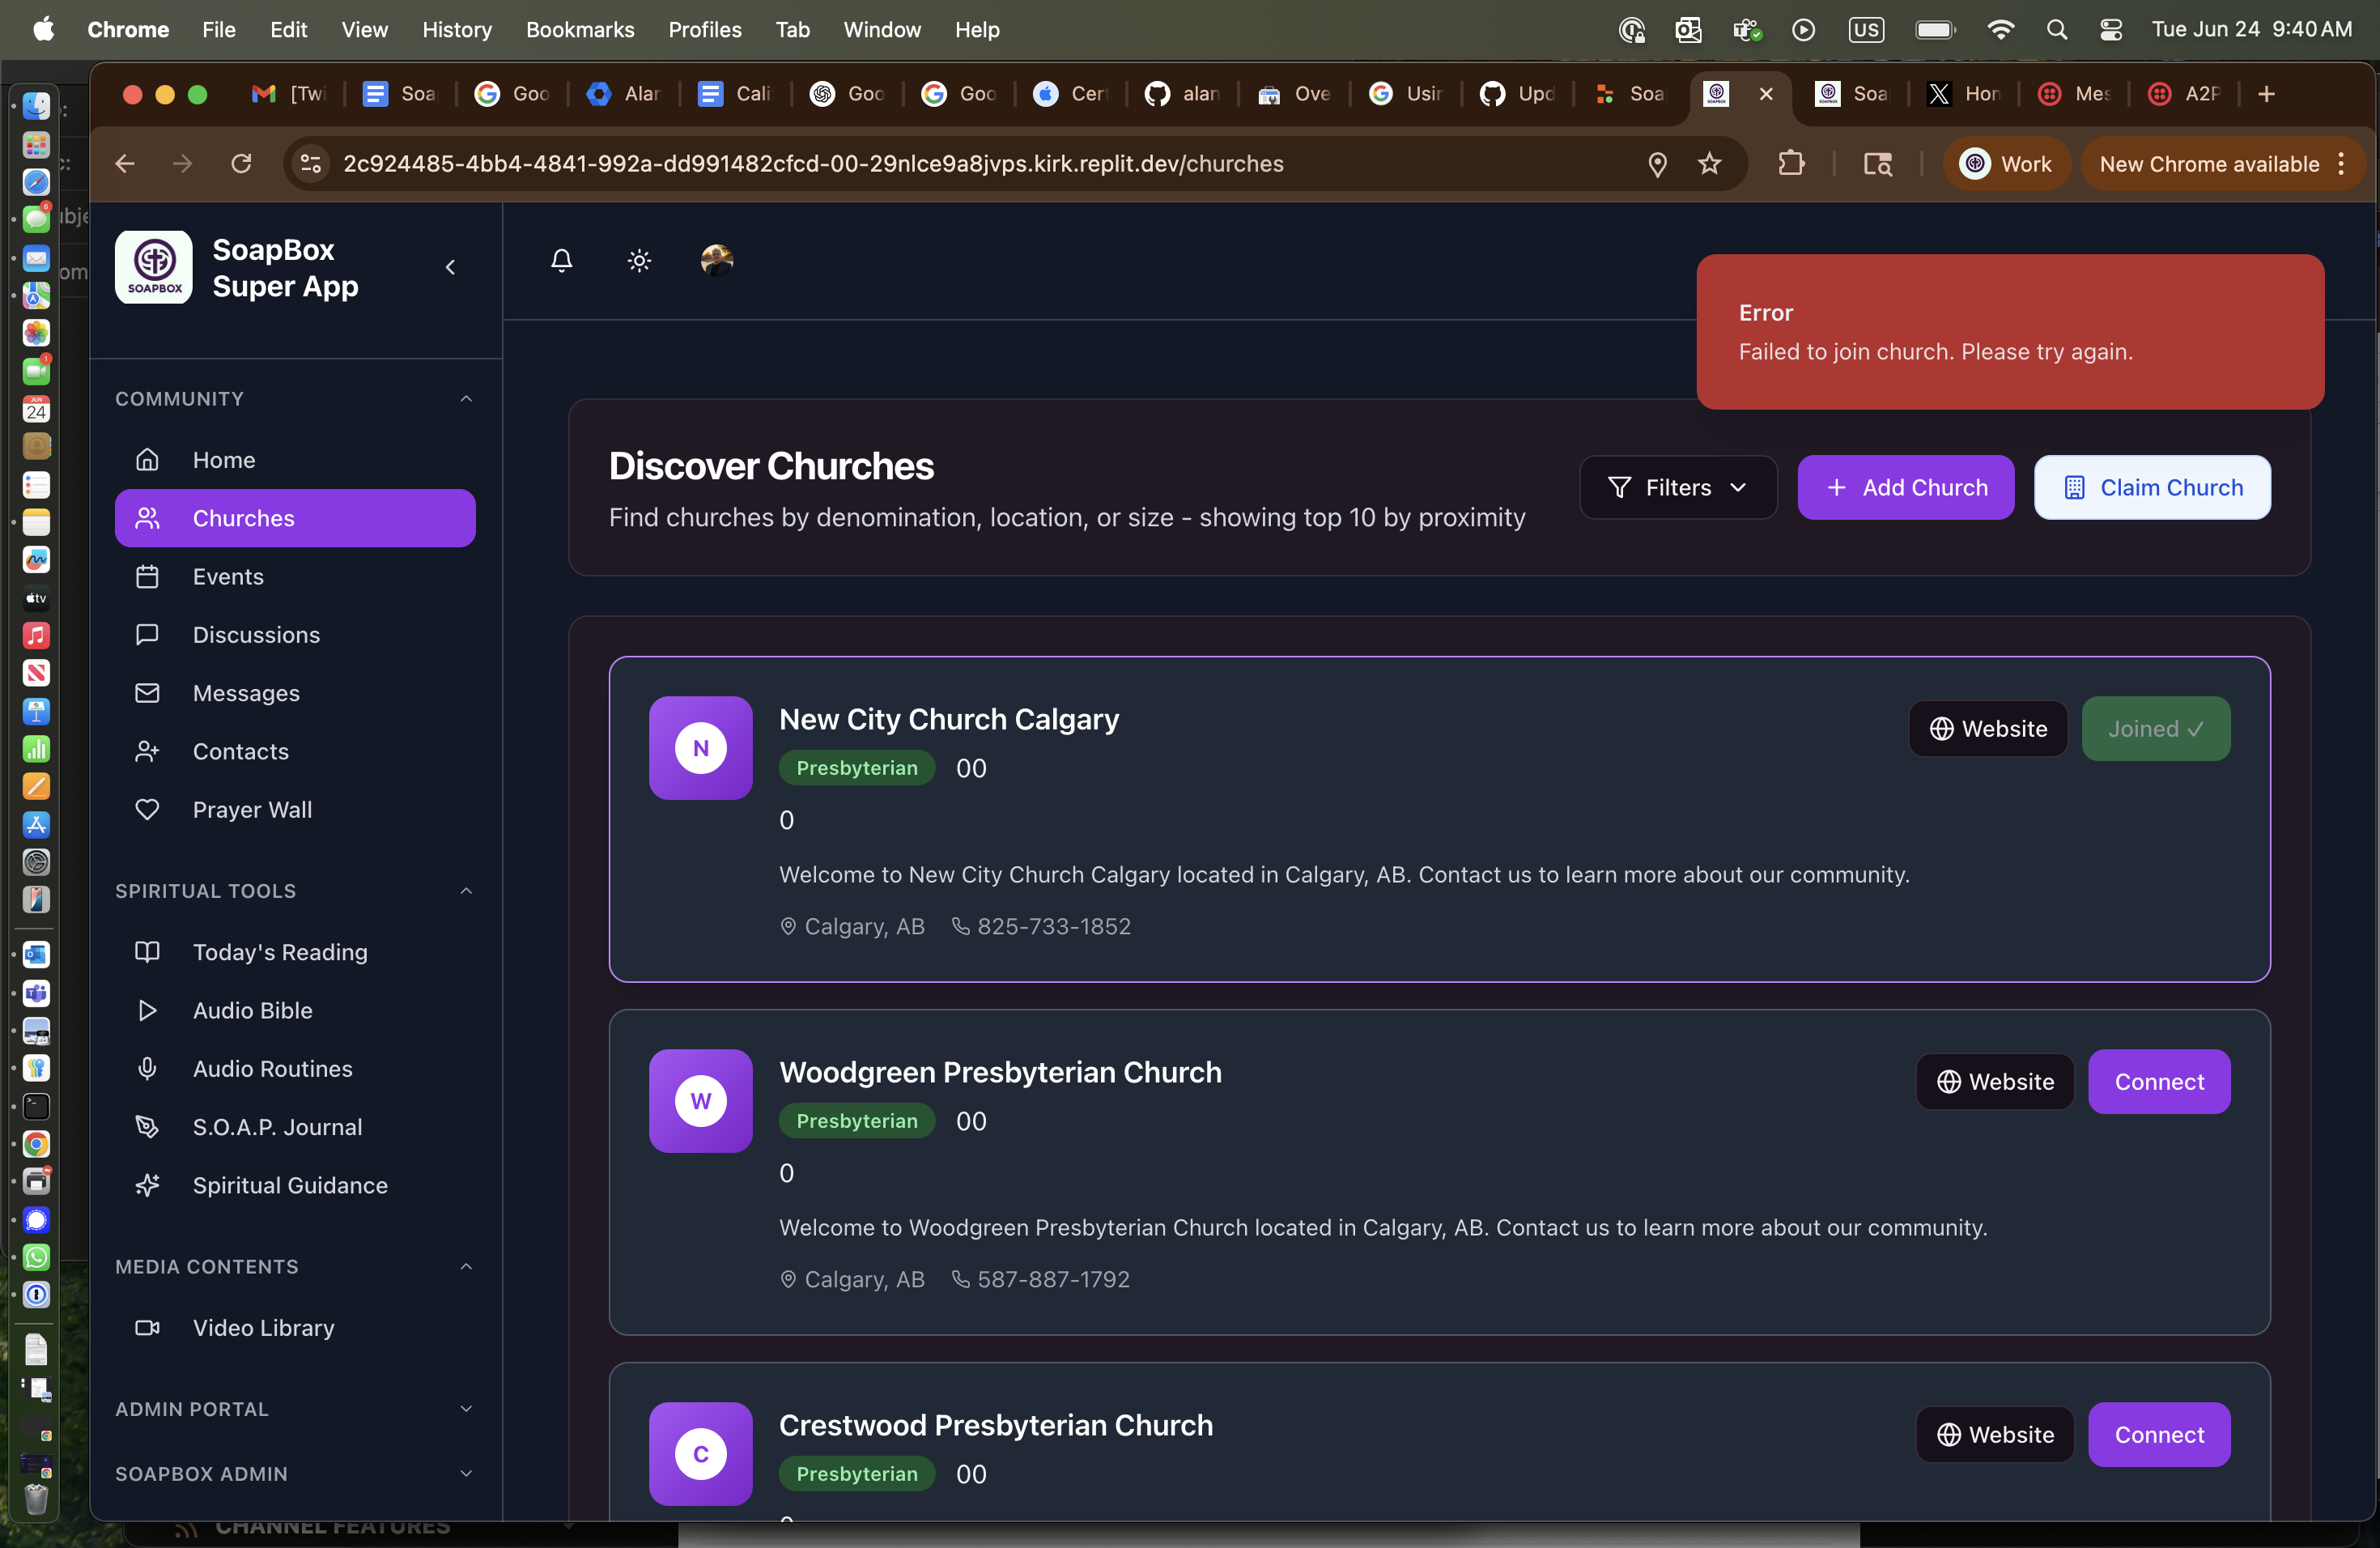 Chrome File Edit View History Bookmarks Profiles Tab Window Help US Tue Jun 24 9:40 AM
[Twi Soa Goo Alar Cali Goo Goo Cert alan Ove Usin Upd Soa Soa Hon Mes A2P
2c924485-4bb4-4841-992a-dd991482cfcd-00-29nlce9a8jvps.kirk.replit.dev/churches Work New Chrome available
SOAPBOX
SoapBox
Super App
COMMUNITY
Home
Churches
Events
Discussions
Messages
Contacts
Prayer Wall
SPIRITUAL TOOLS
Today's Reading
Audio Bible
Audio Routines
S.O.A.P. Journal
Spiritual Guidance
MEDIA CONTENTS
Video Library
ADMIN PORTAL
SOAPBOX ADMIN
Error
Failed to join church. Please try again.
Discover Churches
Find churches by denomination, location, or size - showing top 10 by proximity
Filters
Add Church
Claim Church
N
New City Church Calgary
Website
Joined ✓
Presbyterian 00
0
Welcome to New City Church Calgary located in Calgary, AB. Contact us to learn more about our community.
Calgary, AB 825-733-1852
W
Woodgreen Presbyterian Church
Website
Connect
Presbyterian 00
0
Welcome to Woodgreen Presbyterian Church located in Calgary, AB. Contact us to learn more about our community.
Calgary, AB 587-887-1792
C
Crestwood Presbyterian Church
Website
Connect
Presbyterian 00
CHANNEL FEATURES